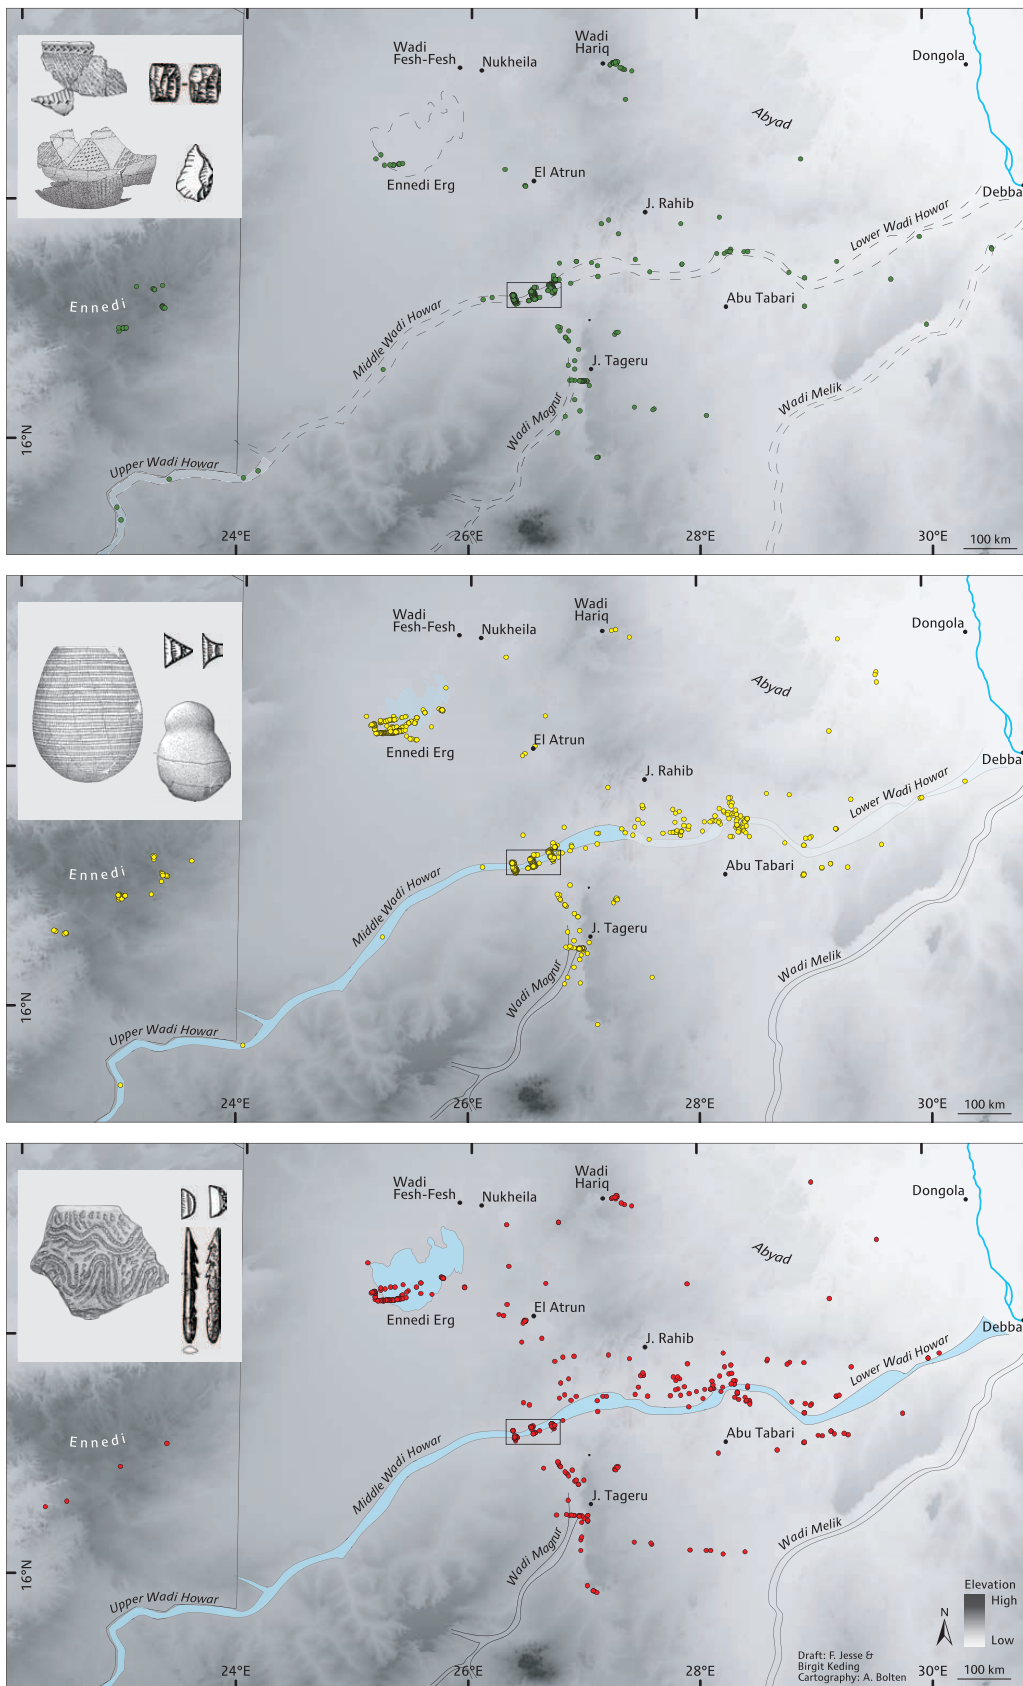 Wadi
Fesh-Fesh
Nukheila
Wadi
Hariq
Dongola
Abyad
Ennedi Erg
El Atrun
J. Rahib
Debba
Lower Wadi Howar
Ennedi
Middle Wadi Howar
Abu Tabari
J. Tageru
Wadi Magrur
Wadi Melik
16°N
Upper Wadi Howar
24°E
26°E
28°E
30°E
100 km
Wadi
Fesh-Fesh
Nukheila
Wadi
Hariq
Dongola
Abyad
Ennedi Erg
El Atrun
J. Rahib
Debba
Lower Wadi Howar
Ennedi
Middle Wadi Howar
Abu Tabari
J. Tageru
Wadi Magrur
Wadi Melik
16°N
Upper Wadi Howar
24°E
26°E
28°E
30°E
100 km
Wadi
Fesh-Fesh
Nukheila
Wadi
Hariq
Dongola
Abyad
Ennedi Erg
El Atrun
J. Rahib
Debba
Lower Wadi Howar
Ennedi
Middle Wadi Howar
Abu Tabari
J. Tageru
Wadi Magrur
Wadi Melik
16°N
Upper Wadi Howar
Elevation
High
Low
N
Draft: F. Jesse &
Birgit Keding
Cartography: A. Bolten
24°E
26°E
28°E
30°E
100 km